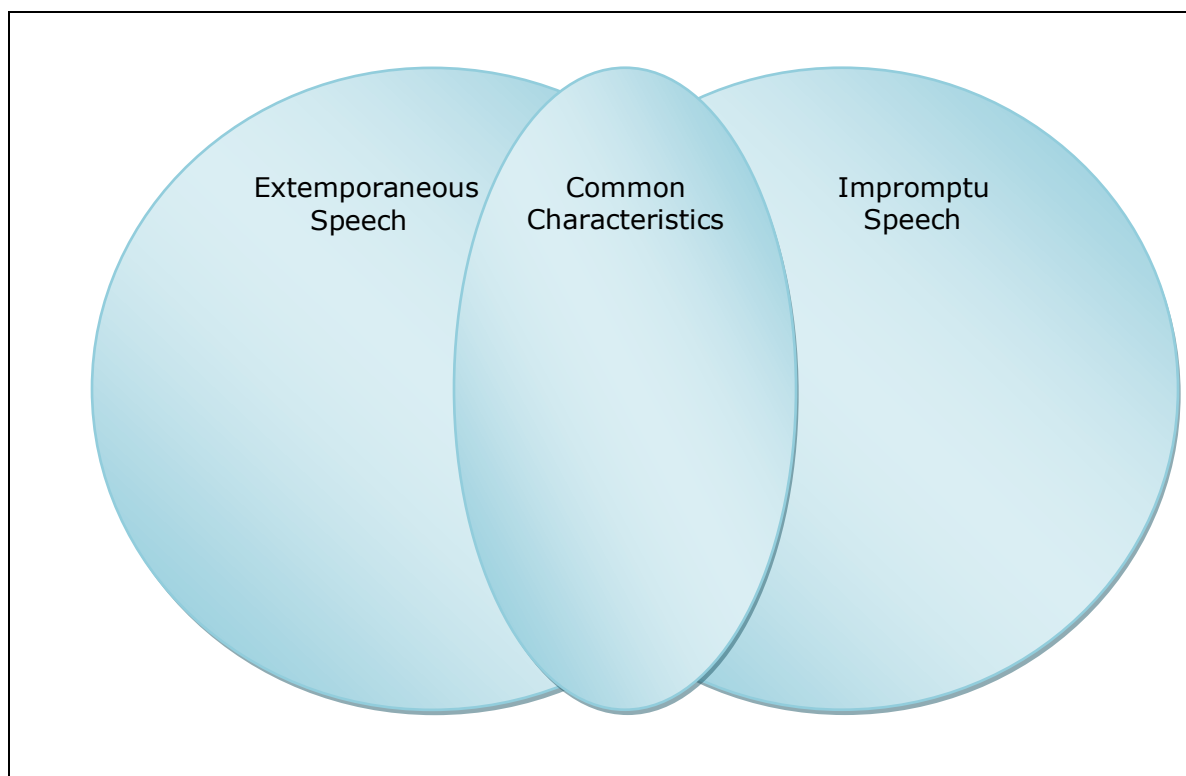 Extemporaneous
Speech
Common
Characteristics
Impromptu
Speech